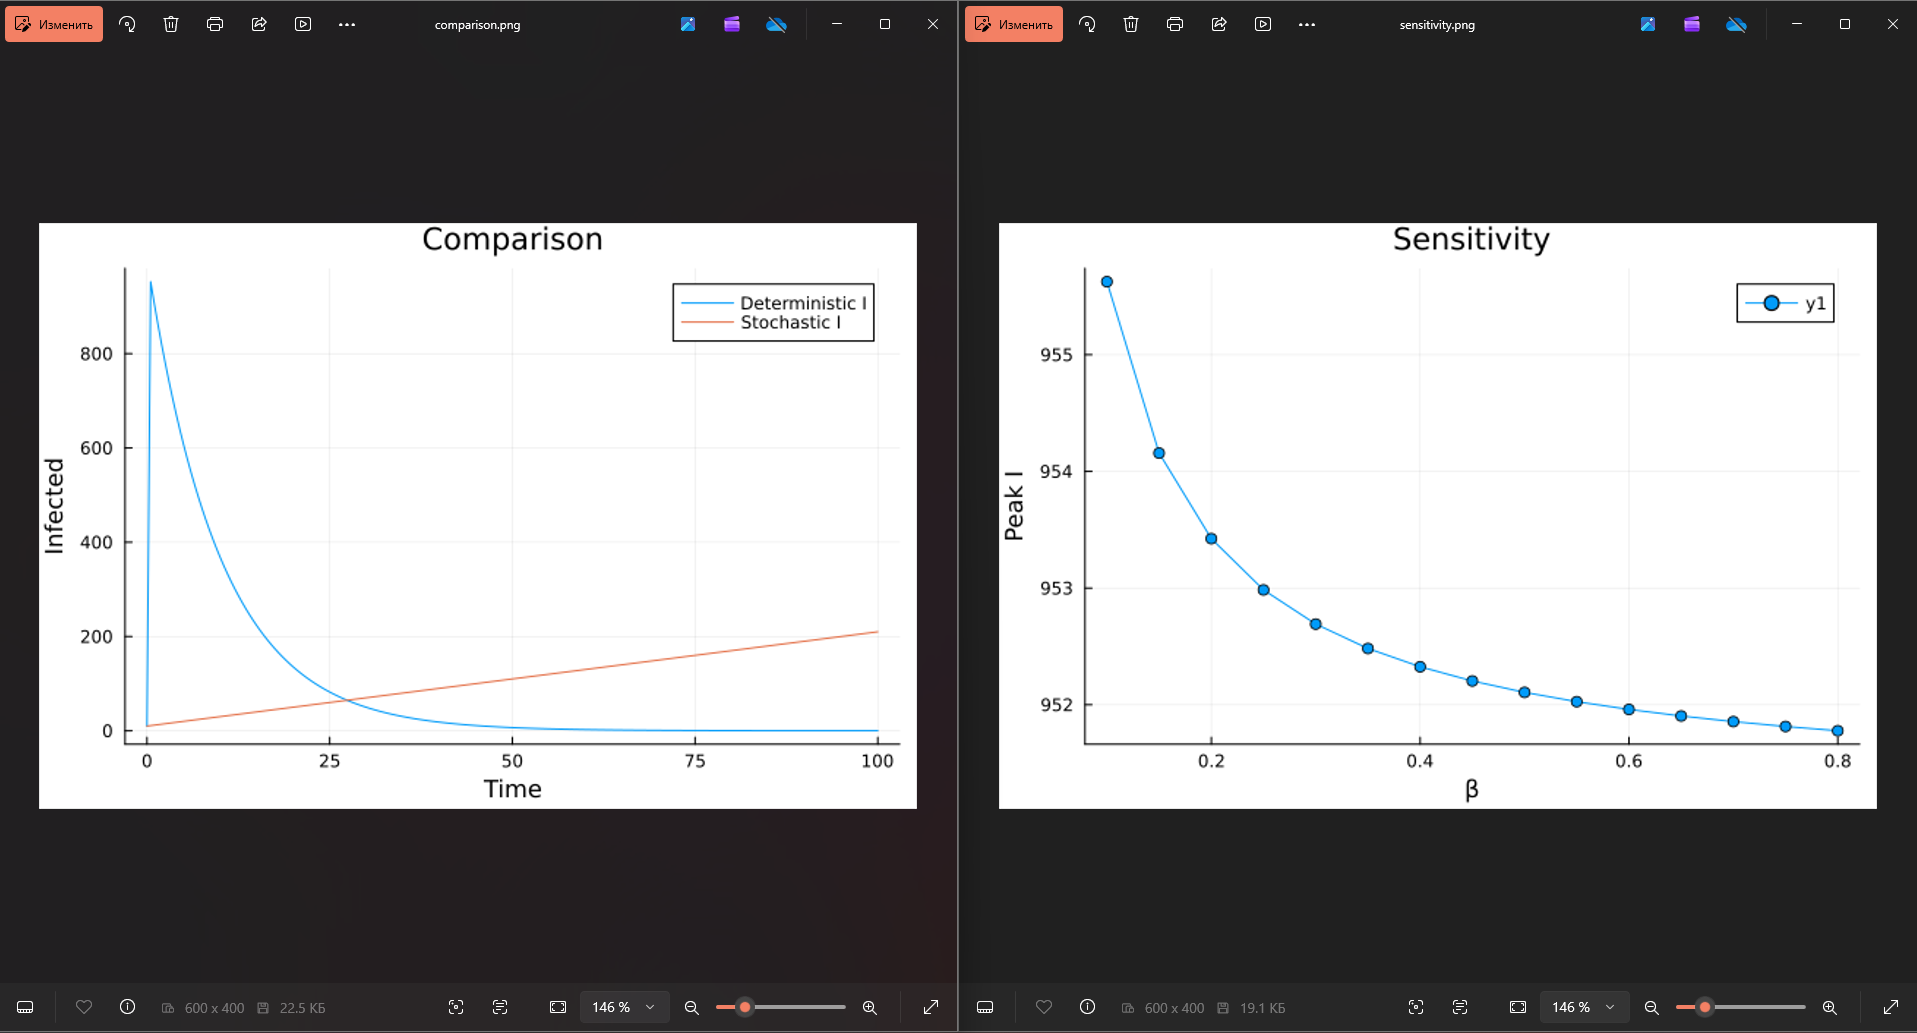 Изменить
comparison.png
Comparison
Deterministic I
Stochastic I
800
600
400
200
0
Infected
0 25 50 75 100
Time
600 x 400 22.5 КБ
146 %
Изменить
sensitivity.png
Sensitivity
y1
955
954
953
952
Peak I
0.2 0.4 0.6 0.8
β
600 x 400 19.1 КБ
146 %